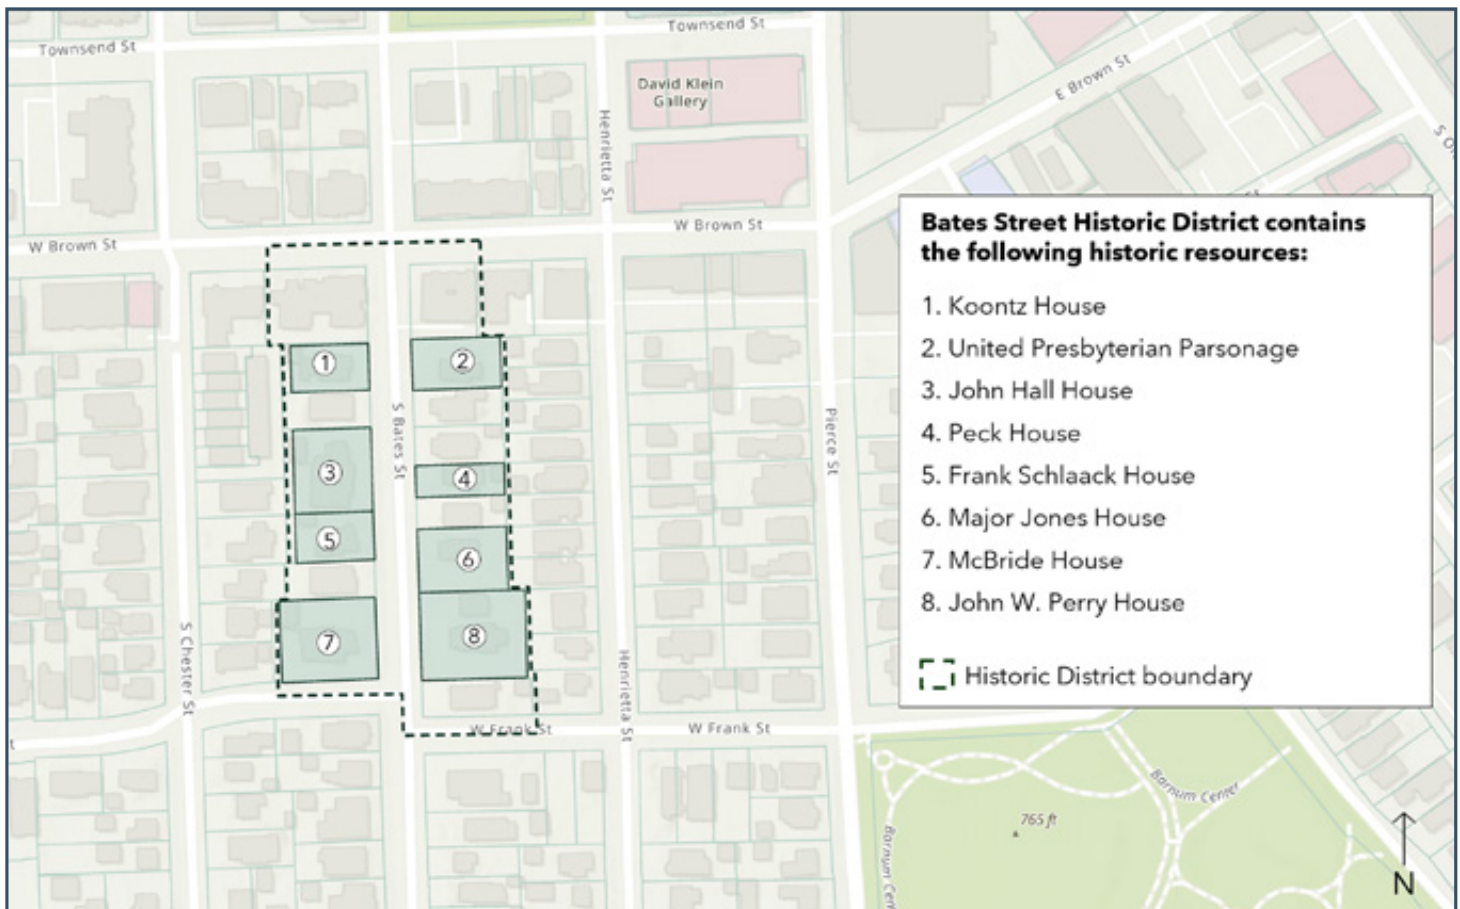 Townsend St
Townsend St
David Klein
Gallery
E Brown St
Henrietta St
W Brown St
W Brown St
Bates Street Historic District contains
the following historic resources:
1. Koontz House
2. United Presbyterian Parsonage
3. John Hall House
4. Peck House
5. Frank Schlaack House
6. Major Jones House
7. McBride House
8. John W. Perry House
Historic District boundary
1
2
S Bates St
Pierce St
3
4
5
6
7
8
S Chester St
Henrietta St
W Frank St
W Frank St
Barnum Center
765 ft
N